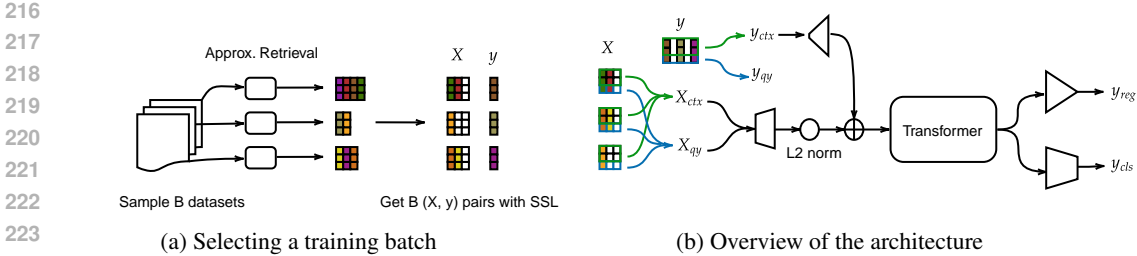 216
217
218
219
220
221
222
223
Approx. Retrieval
X y
Sample B datasets
Get B (X, y) pairs with SSL
(a) Selecting a training batch
X
y
y_ctx
y_qy
X_ctx
X_qy
L2 norm
Transformer
y_reg
y_cls
(b) Overview of the architecture